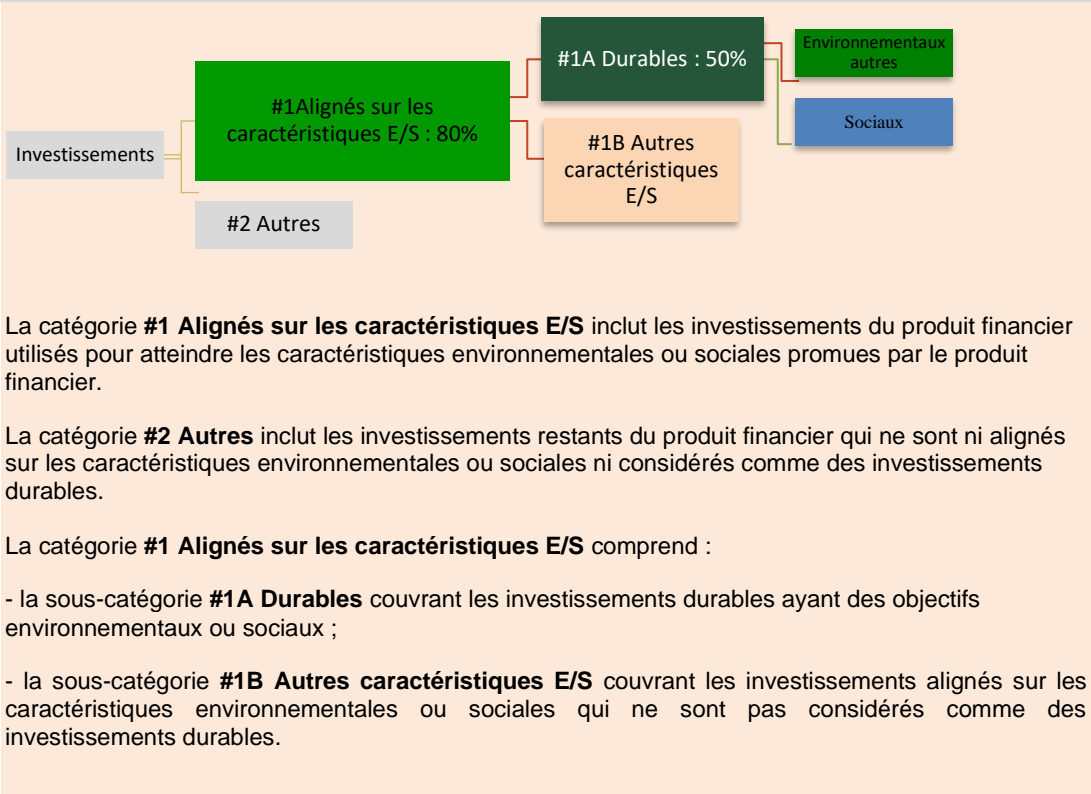 Investissements
#1Alignés sur les
caractéristiques E/S : 80%
#2 Autres
#1A Durables : 50%
#1B Autres
caractéristiques
E/S
Environnementaux
autres
Sociaux
La catégorie #1 Alignés sur les caractéristiques E/S inclut les investissements du produit financier
utilisés pour atteindre les caractéristiques environnementales ou sociales promues par le produit
financier.
La catégorie #2 Autres inclut les investissements restants du produit financier qui ne sont ni alignés
sur les caractéristiques environnementales ou sociales ni considérés comme des investissements
durables.
La catégorie #1 Alignés sur les caractéristiques E/S comprend :
- la sous-catégorie #1A Durables couvrant les investissements durables ayant des objectifs
environnementaux ou sociaux ;
- la sous-catégorie #1B Autres caractéristiques E/S couvrant les investissements alignés sur les
caractéristiques environnementales ou sociales qui ne sont pas considérés comme des
investissements durables.